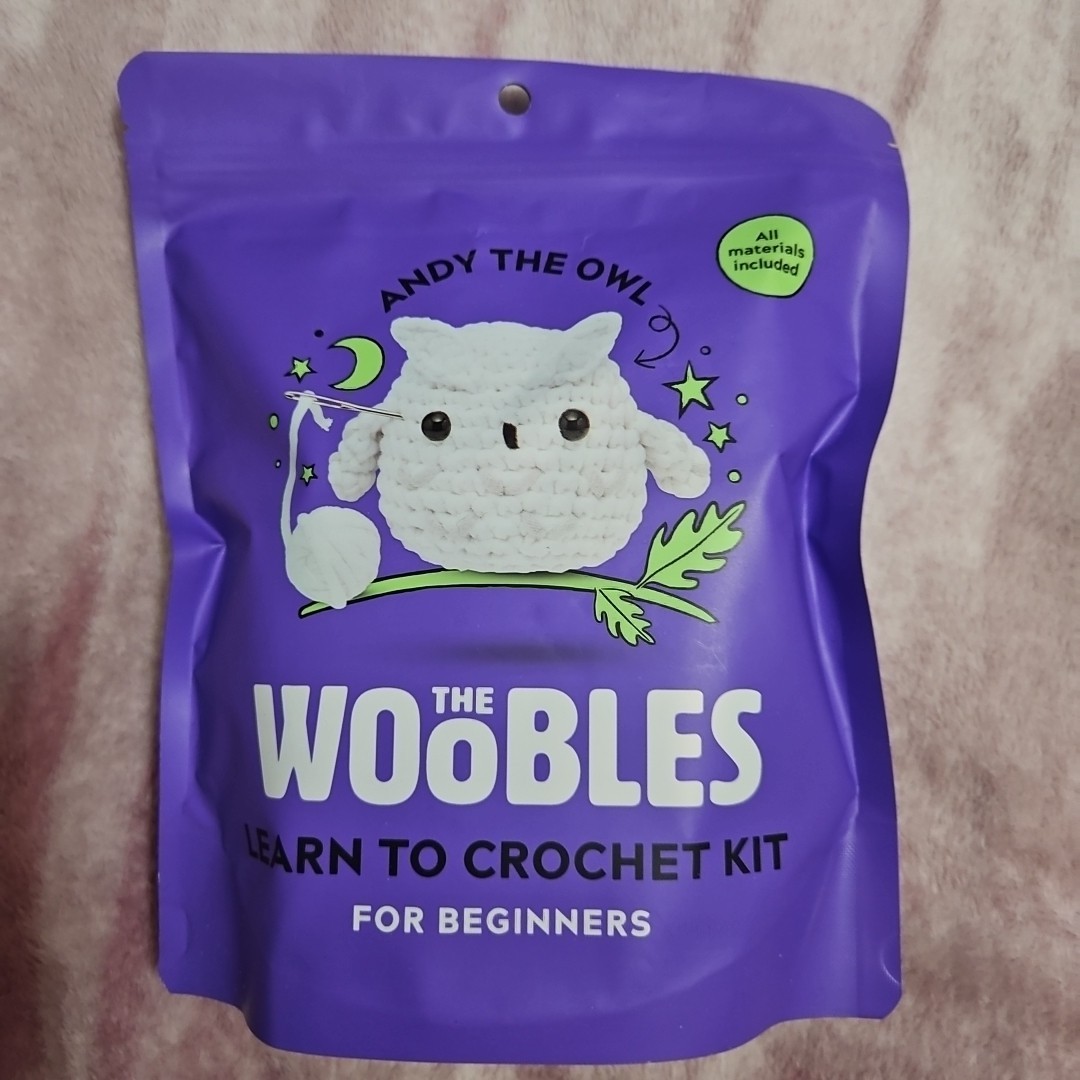 ANDY THE OWL
All
materials
included
THE
WOOBLES
LEARN TO CROCHET KIT
FOR BEGINNERS